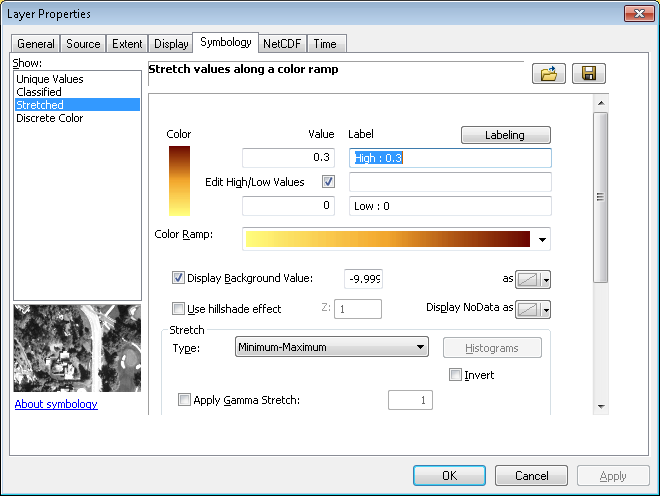 Layer Properties
General Source Extent Display Symbology NetCDF Time
Show:
Unique Values
Classified
Stretched
Discrete Color
About symbology
Stretch values along a color ramp
Color Value Label Labeling
0.3 High : 0.3
Edit High/Low Values
0 Low : 0
Color Ramp:
Display Background Value: -9.999 as
Use hillshade effect Z: 1 Display NoData as
Stretch
Type: Minimum-Maximum Histograms
Invert
Apply Gamma Stretch: 1
OK Cancel Apply